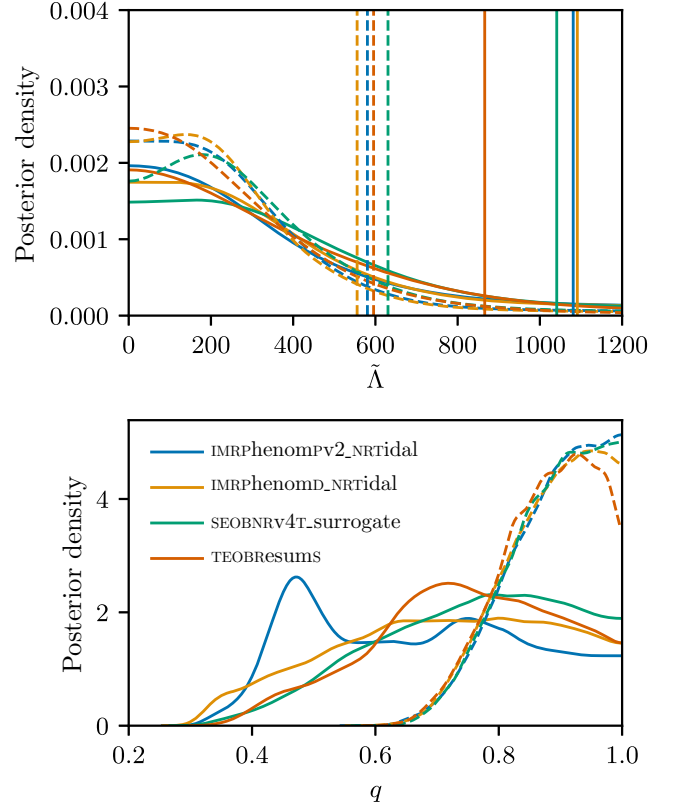 0.004
0.003
0.002
0.001
0.000
Posterior density
0 200 400 600 800 1000 1200
Λ̃
IMRPhenomPv2_NRTidal
IMRPhenomD_NRTidal
SEOBNRv4T_surrogate
TEOBResumS
4
2
0
Posterior density
0.2 0.4 0.6 0.8 1.0
q